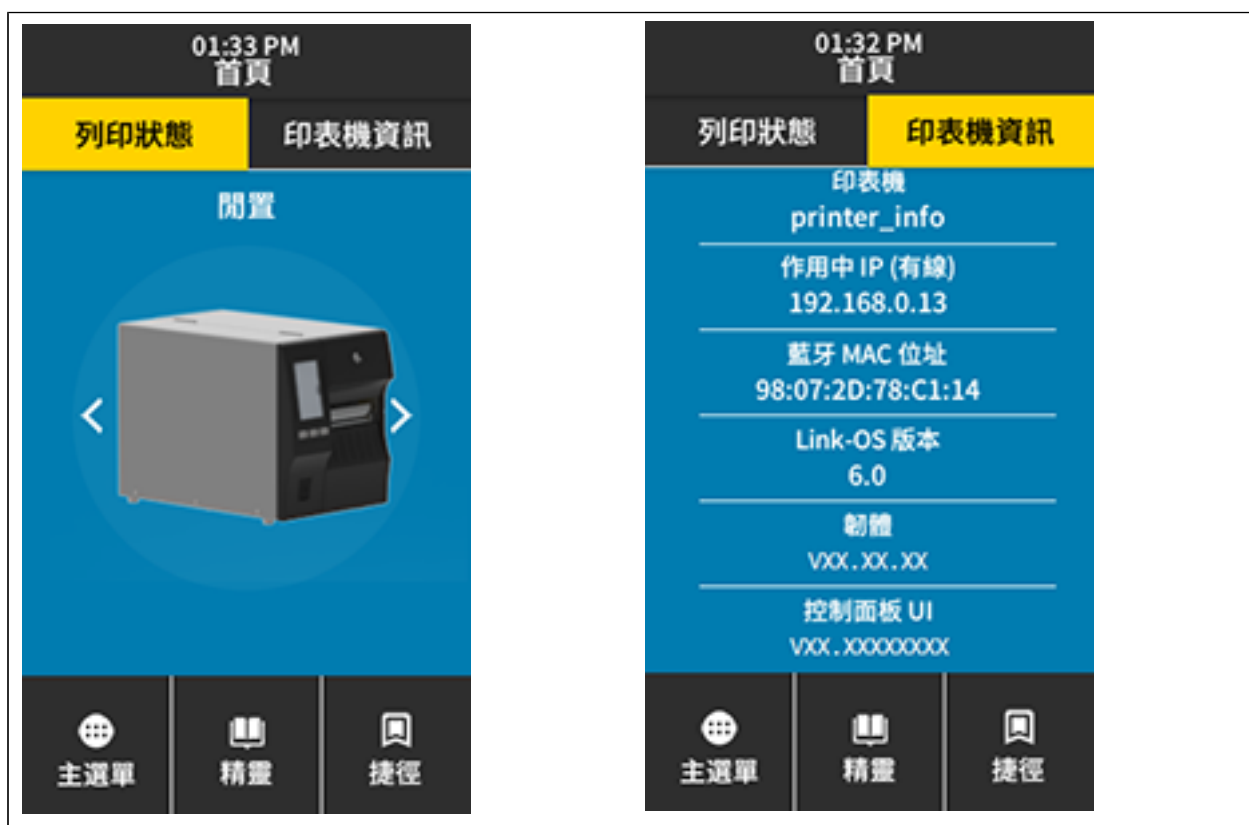 01:33 PM
首頁
列印狀態
印表機資訊
閒置
主選單
精靈
捷徑
01:32 PM
首頁
列印狀態
印表機資訊
印表機
printer_info
作用中 IP (有線)
192.168.0.13
藍牙 MAC 位址
98:07:2D:78:C1:14
Link-OS 版本
6.0
韌體
VXX.XX.XX
控制面板 UI
VXX.XXXXXXXX
主選單
精靈
捷徑